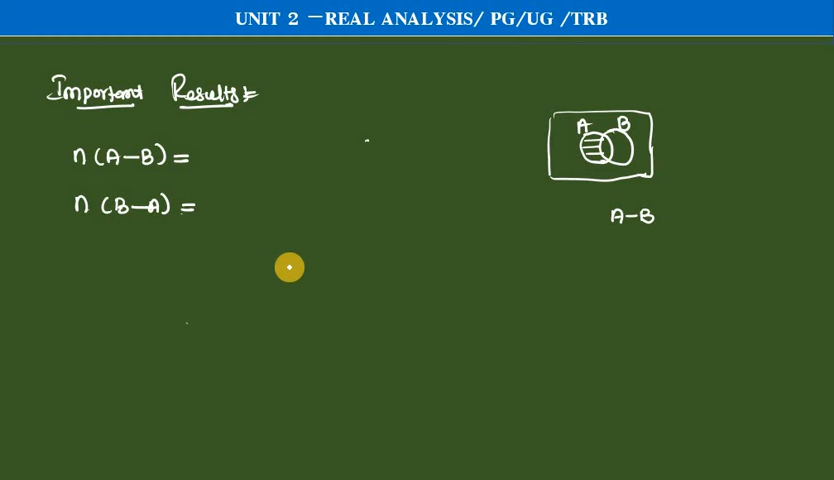 UNIT 2 –REAL ANALYSIS/ PG/UG /TRB
Important Results:
n(A-B) =
n(B-A) =
A B
A-B